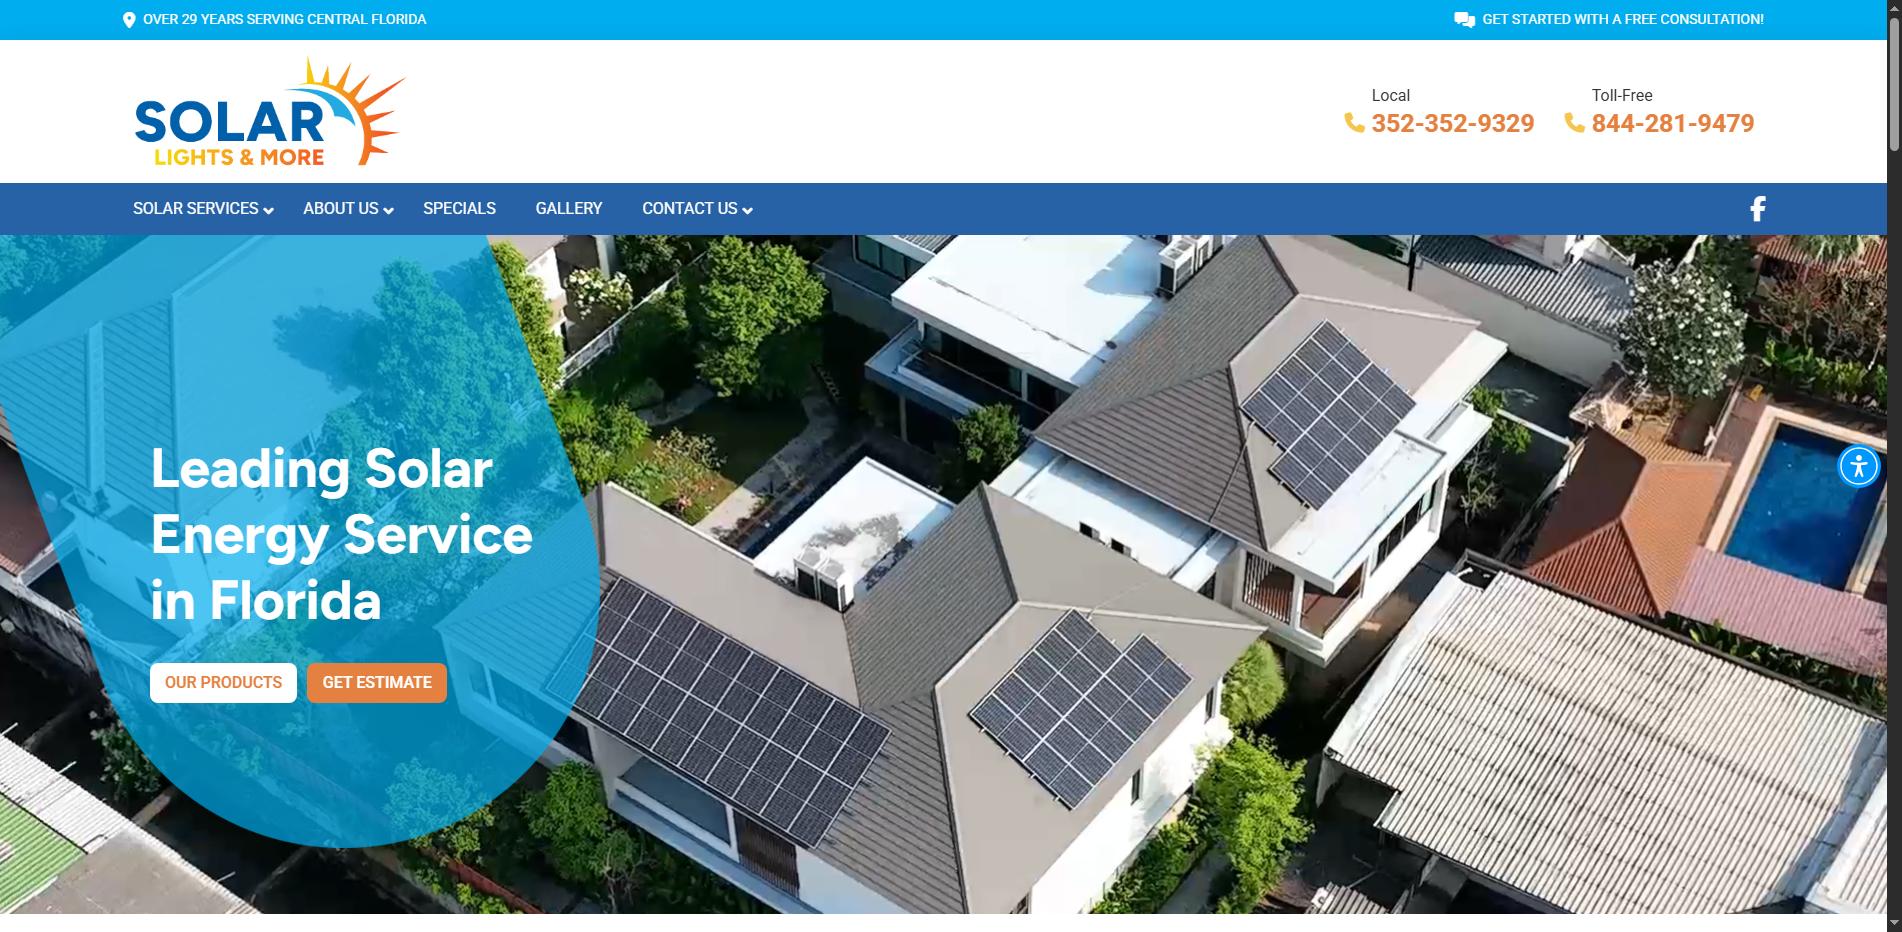 OVER 29 YEARS SERVING CENTRAL FLORIDA
GET STARTED WITH A FREE CONSULTATION!
SOLAR
LIGHTS & MORE
Local
352-352-9329
Toll-Free
844-281-9479
SOLAR SERVICES
ABOUT US
SPECIALS
GALLERY
CONTACT US
Leading Solar
Energy Service
in Florida
OUR PRODUCTS
GET ESTIMATE